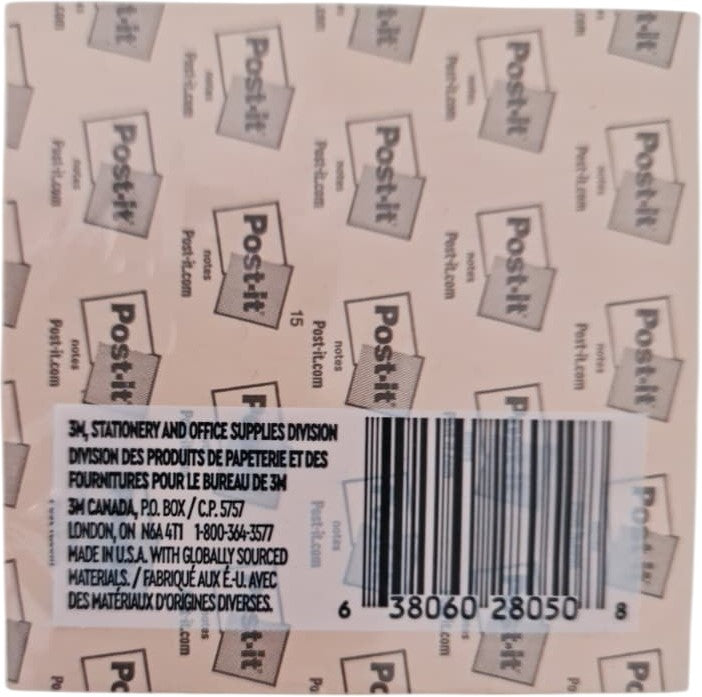 Post-it
notes
Post-it.com
15
3M, STATIONERY AND OFFICE SUPPLIES DIVISION
DIVISION DES PRODUITS DE PAPETERIE ET DES
FOURNITURES POUR LE BUREAU DE 3M
3M CANADA, P.O. BOX / C.P. 5757
LONDON, ON N6A 4T1 1-800-364-3577
MADE IN U.S.A. WITH GLOBALLY SOURCED
MATERIALS. / FABRIQUÉ AUX É.-U. AVEC
DES MATÉRIAUX D'ORIGINES DIVERSES.
6 38060 28050 8